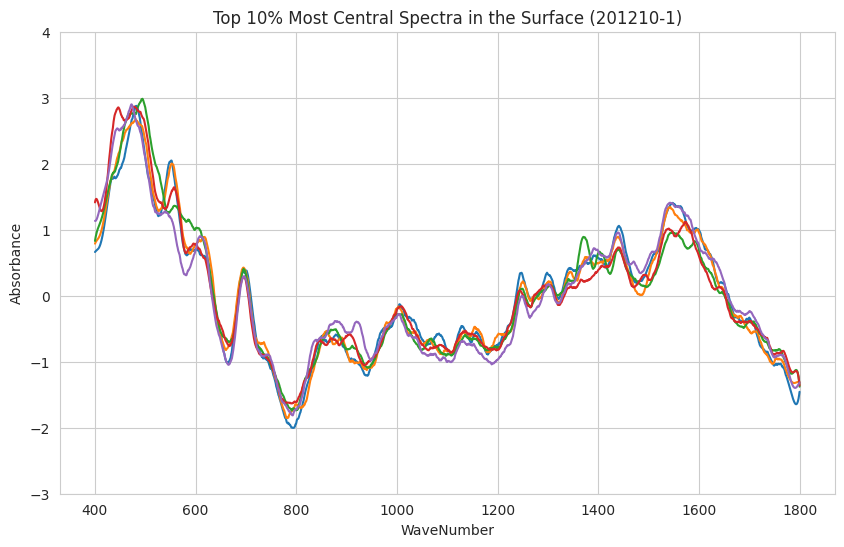 Top 10% Most Central Spectra in the Surface (201210-1)
Absorbance
4
3
2
1
0
−1
−2
−3
400 600 800 1000 1200 1400 1600 1800
WaveNumber